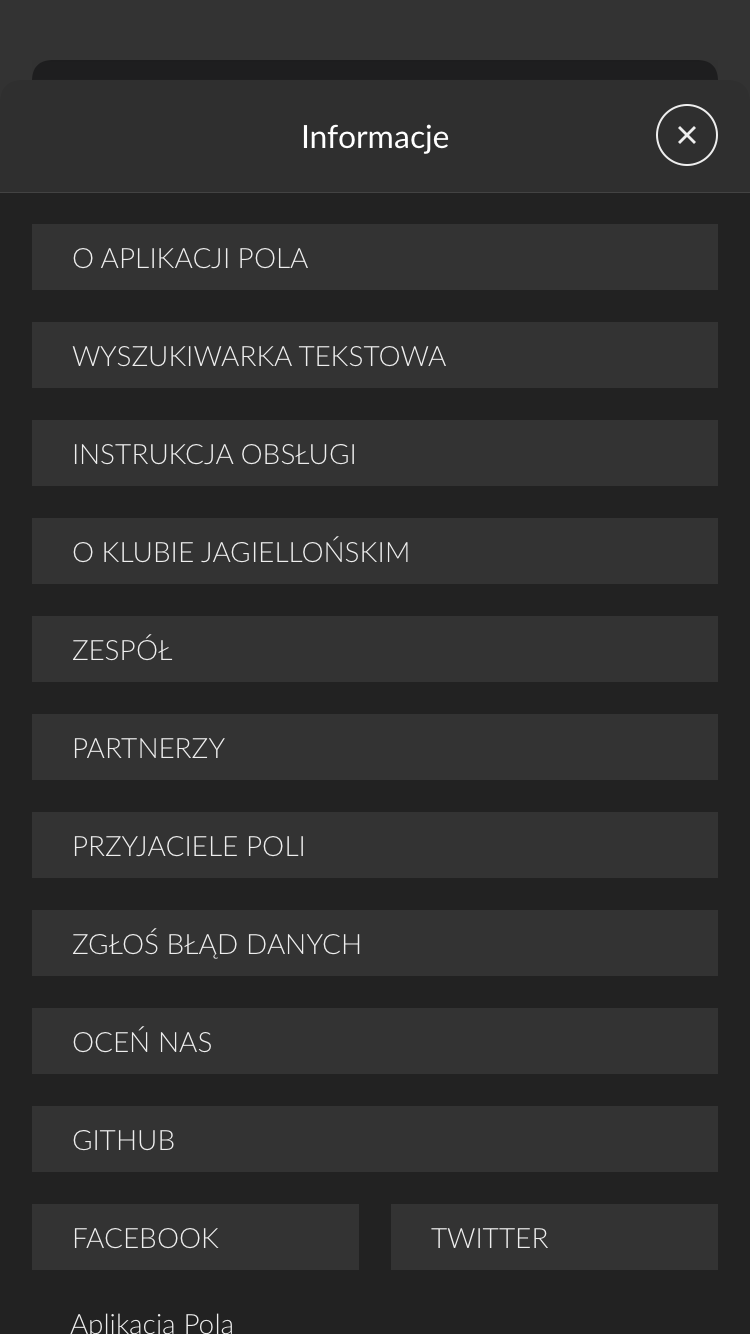 Informacje
O APLIKACJI POLA
WYSZUKIWARKA TEKSTOWA
INSTRUKCJA OBSŁUGI
O KLUBIE JAGIELLOŃSKIM
ZESPÓŁ
PARTNERZY
PRZYJACIELE POLI
ZGŁOŚ BŁĄD DANYCH
OCEŃ NAS
GITHUB
FACEBOOK
TWITTER
Aplikacja Pola